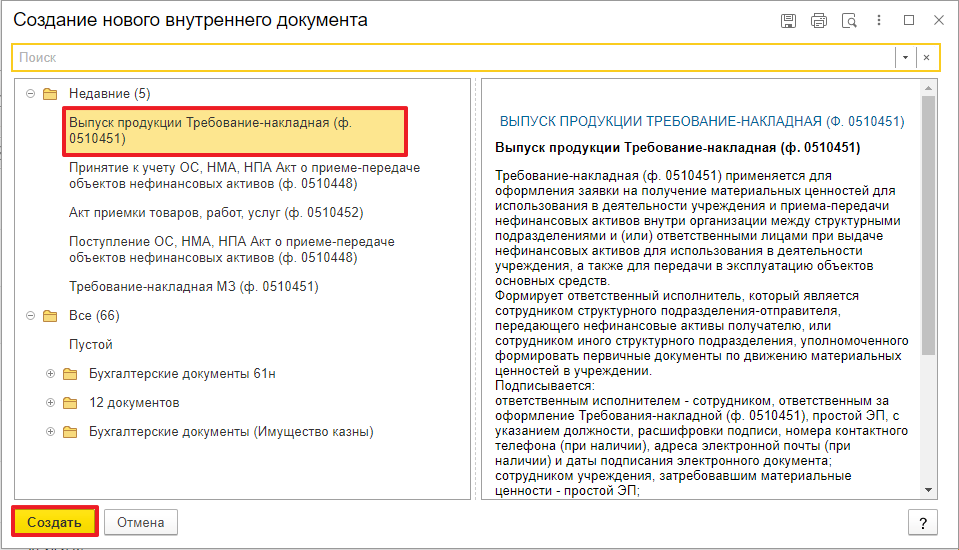 Создание нового внутреннего документа
Поиск
Недавние (5)
Выпуск продукции Требование-накладная (ф.
0510451)
Принятие к учету ОС, НМА, НПА Акт о приеме-передаче
объектов нефинансовых активов (ф. 0510448)
Акт приемки товаров, работ, услуг (ф. 0510452)
Поступление ОС, НМА, НПА Акт о приеме-передаче
объектов нефинансовых активов (ф. 0510448)
Требование-накладная МЗ (ф. 0510451)
Все (66)
Пустой
Бухгалтерские документы 61н
12 документов
Бухгалтерские документы (Имущество казны)
ВЫПУСК ПРОДУКЦИИ ТРЕБОВАНИЕ-НАКЛАДНАЯ (Ф. 0510451)
Выпуск продукции Требование-накладная (ф. 0510451)
Требование-накладная (ф. 0510451) применяется для
оформления заявки на получение материальных ценностей для
использования в деятельности учреждения и приема-передачи
нефинансовых активов внутри организации между структурными
подразделениями и (или) ответственными лицами при выдаче
нефинансовых активов для использования в деятельности
учреждения, а также для передачи в эксплуатацию объектов
основных средств.
Формирует ответственный исполнитель, который является
сотрудником структурного подразделения-отправителя,
передающего нефинансовые активы получателю, или
сотрудником иного структурного подразделения, уполномоченного
формировать первичные документы по движению материальных
ценностей в учреждении.
Подписывается:
ответственным исполнителем - сотрудником, ответственным за
оформление Требования-накладной (ф. 0510451), простой ЭП, с
указанием должности, расшифровки подписи, номера контактного
телефона (при наличии), адреса электронной почты (при
наличии) и даты подписания электронного документа;
сотрудником учреждения, затребовавшим материальные
ценности - простой ЭП;
Создать
Отмена
?